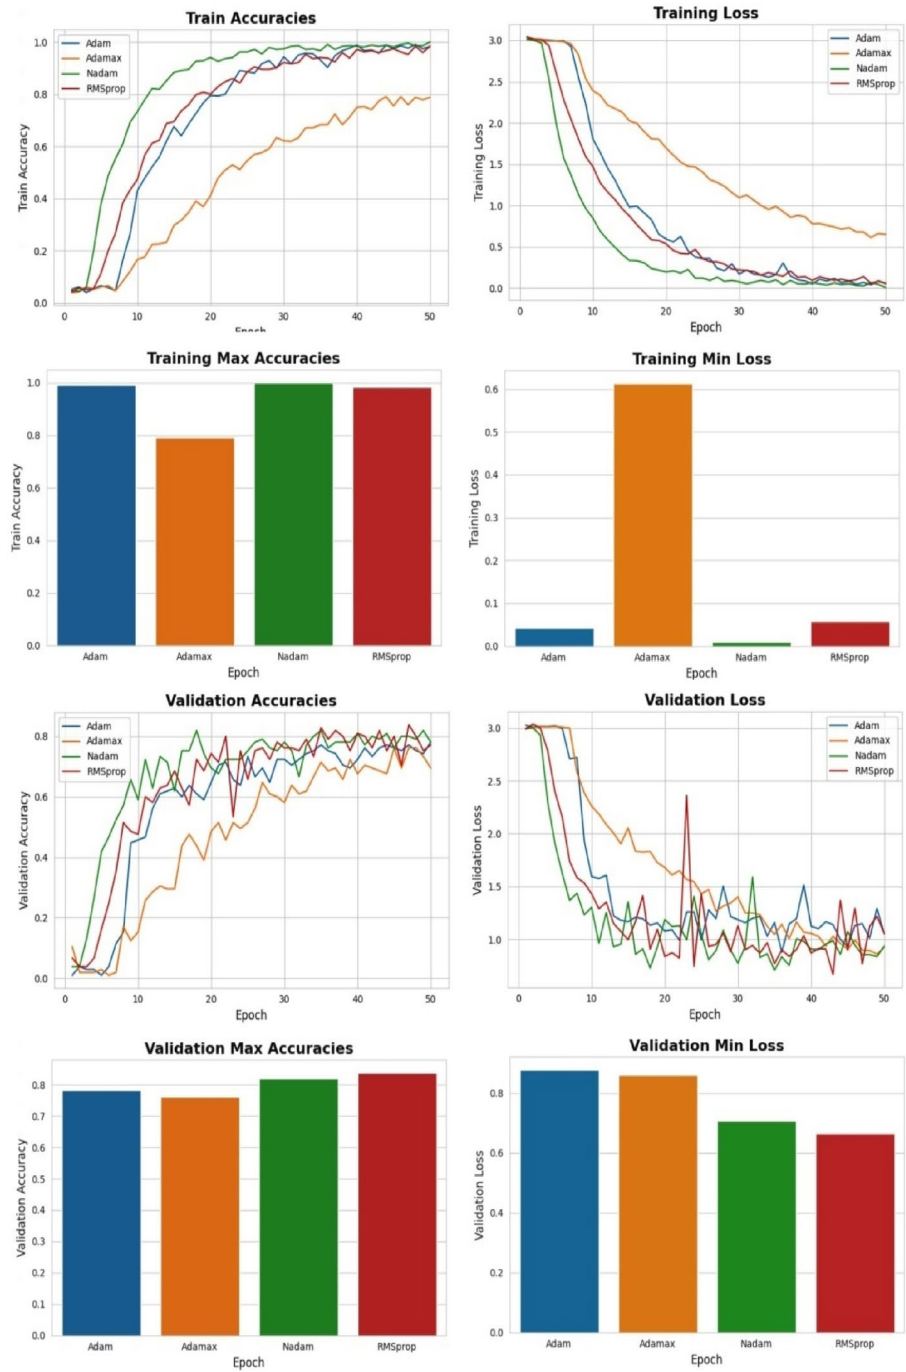 Train Accuracies
Train Accuracy
1.0
0.8
0.6
0.4
0.2
0.0
Adam
Adamax
Nadam
RMSprop
0 10 20 30 40 50
Epoch
Training Loss
Training Loss
3.0
2.5
2.0
1.5
1.0
0.5
0.0
Adam
Adamax
Nadam
RMSprop
0 10 20 30 40 50
Epoch
Training Max Accuracies
Train Accuracy
1.0
0.8
0.6
0.4
0.2
0.0
Adam Adamax Nadam RMSprop
Epoch
Training Min Loss
Training Loss
0.6
0.5
0.4
0.3
0.2
0.1
0.0
Adam Adamax Nadam RMSprop
Epoch
Validation Accuracies
Validation Accuracy
0.8
0.6
0.4
0.2
0.0
Adam
Adamax
Nadam
RMSprop
0 10 20 30 40 50
Epoch
Validation Loss
Validation Loss
3.0
2.5
2.0
1.5
1.0
Adam
Adamax
Nadam
RMSprop
0 10 20 30 40 50
Epoch
Validation Max Accuracies
Validation Accuracy
0.8
0.7
0.6
0.5
0.4
0.3
0.2
0.1
0.0
Adam Adamax Nadam RMSprop
Epoch
Validation Min Loss
Validation Loss
0.8
0.6
0.4
0.2
0.0
Adam Adamax Nadam RMSprop
Epoch